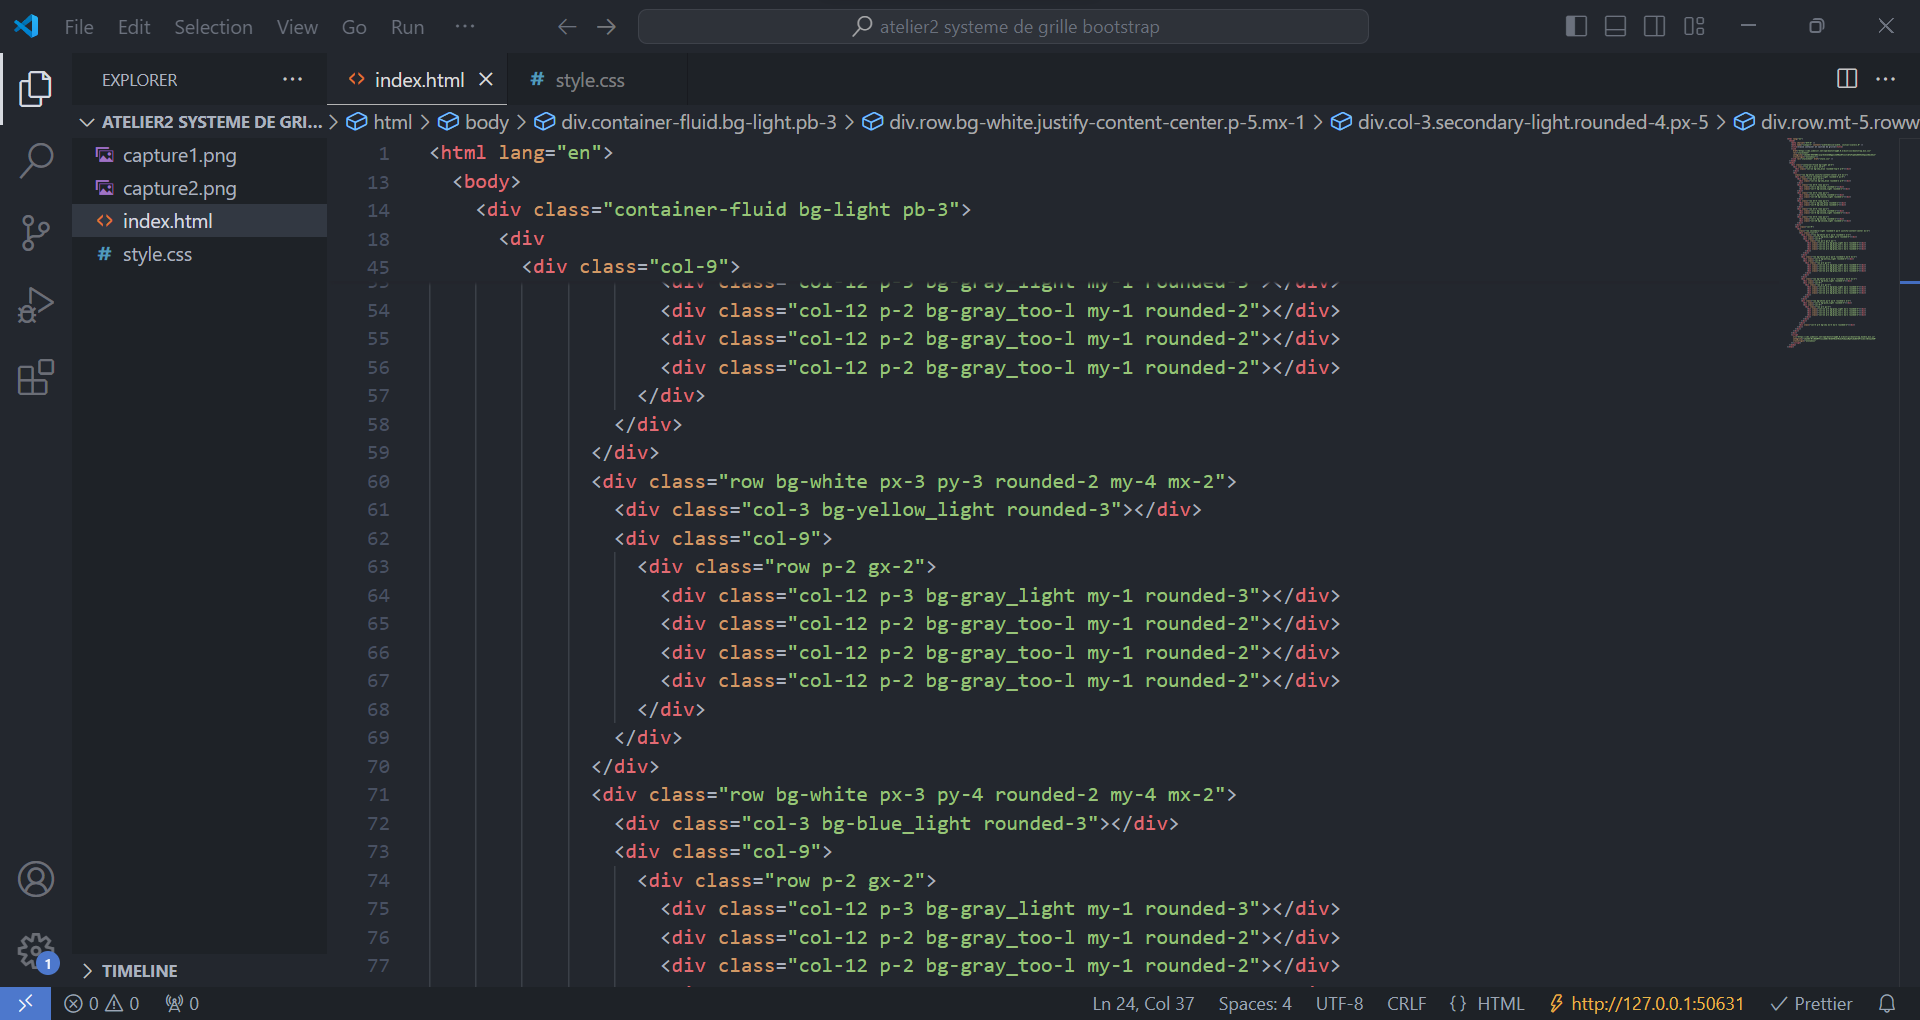 File Edit Selection View Go Run ··· ← → atelier2 systeme de grille bootstrap
EXPLORER ···
ATELIER2 SYSTEME DE GRI...
capture1.png
capture2.png
<> index.html
# style.css
TIMELINE
<> index.html # style.css
html > body > div.container-fluid.bg-light.pb-3 > div.row.bg-white.justify-content-center.p-5.mx-1 > div.col-3.secondary-light.rounded-4.px-5 > div.row.mt-5.roww
1 <html lang="en">
13 <body>
14 <div class="container-fluid bg-light pb-3">
18 <div
45 <div class="col-9">
<div class="col-12 p-3 bg-gray_light my-1 rounded-3"></div>
54 <div class="col-12 p-2 bg-gray_too-l my-1 rounded-2"></div>
55 <div class="col-12 p-2 bg-gray_too-l my-1 rounded-2"></div>
56 <div class="col-12 p-2 bg-gray_too-l my-1 rounded-2"></div>
57 </div>
58 </div>
59 </div>
60 <div class="row bg-white px-3 py-3 rounded-2 my-4 mx-2">
61 <div class="col-3 bg-yellow_light rounded-3"></div>
62 <div class="col-9">
63 <div class="row p-2 gx-2">
64 <div class="col-12 p-3 bg-gray_light my-1 rounded-3"></div>
65 <div class="col-12 p-2 bg-gray_too-l my-1 rounded-2"></div>
66 <div class="col-12 p-2 bg-gray_too-l my-1 rounded-2"></div>
67 <div class="col-12 p-2 bg-gray_too-l my-1 rounded-2"></div>
68 </div>
69 </div>
70 </div>
71 <div class="row bg-white px-3 py-4 rounded-2 my-4 mx-2">
72 <div class="col-3 bg-blue_light rounded-3"></div>
73 <div class="col-9">
74 <div class="row p-2 gx-2">
75 <div class="col-12 p-3 bg-gray_light my-1 rounded-3"></div>
76 <div class="col-12 p-2 bg-gray_too-l my-1 rounded-2"></div>
77 <div class="col-12 p-2 bg-gray_too-l my-1 rounded-2"></div>
1
0 0 0 Ln 24, Col 37 Spaces: 4 UTF-8 CRLF {} HTML http://127.0.0.1:50631 Prettier